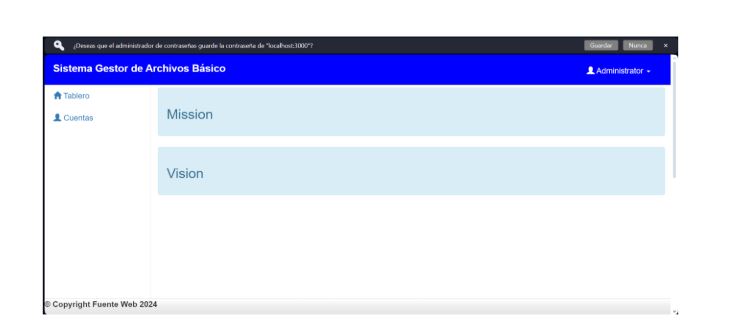 ¿Deseas que el administrador de contraseñas guarde la contraseña de "localhost:3000"? Guardar Nunca ×
Sistema Gestor de Archivos Básico Administrator
Tablero
Cuentas
Mission
Vision
© Copyright Fuente Web 2024